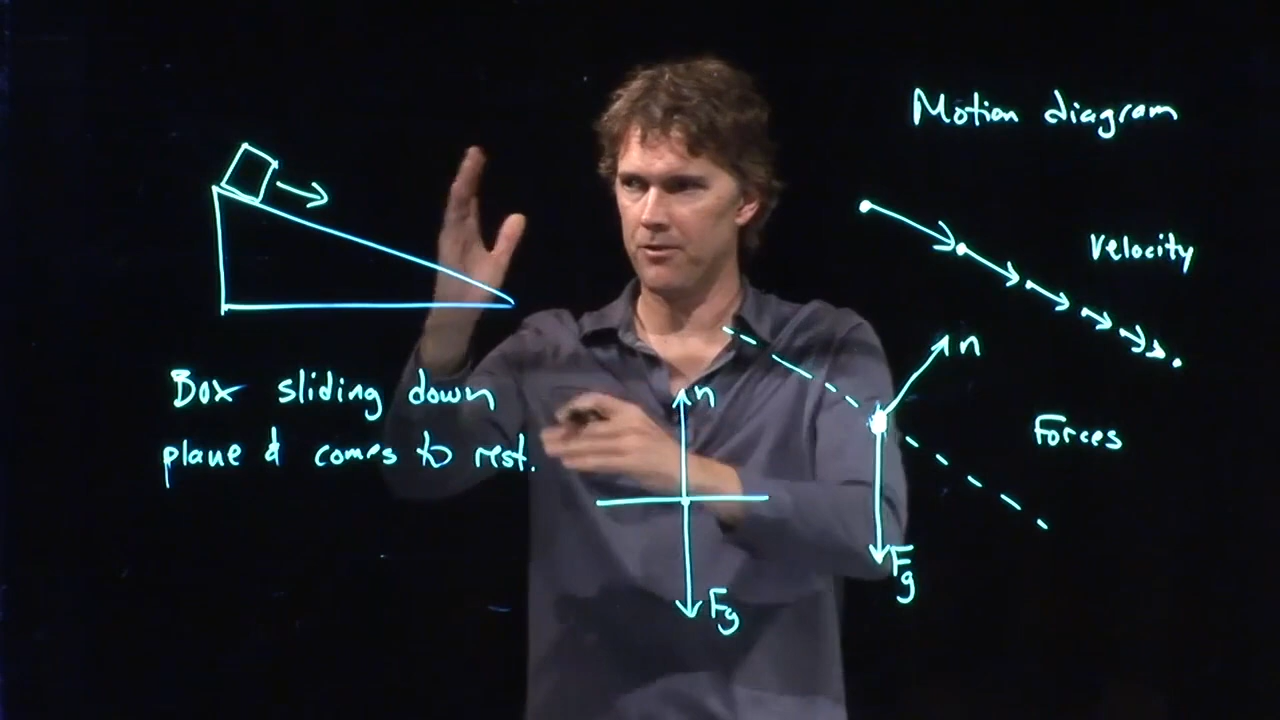 Motion diagram
Velocity
Box sliding down
plane & comes to rest.
n
Fg
n
Forces
Fg